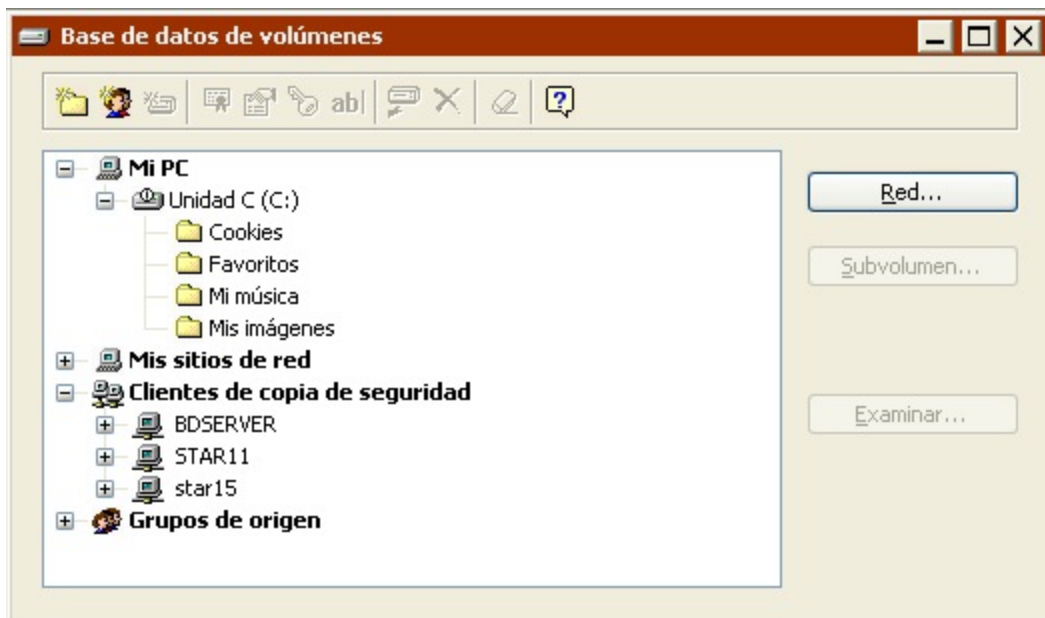 Base de datos de volúmenes
ab|
Mi PC
Unidad C (C:)
Cookies
Favoritos
Mi música
Mis imágenes
Mis sitios de red
Clientes de copia de seguridad
BDSERVER
STAR11
star15
Grupos de origen
Red...
Subvolumen...
Examinar...